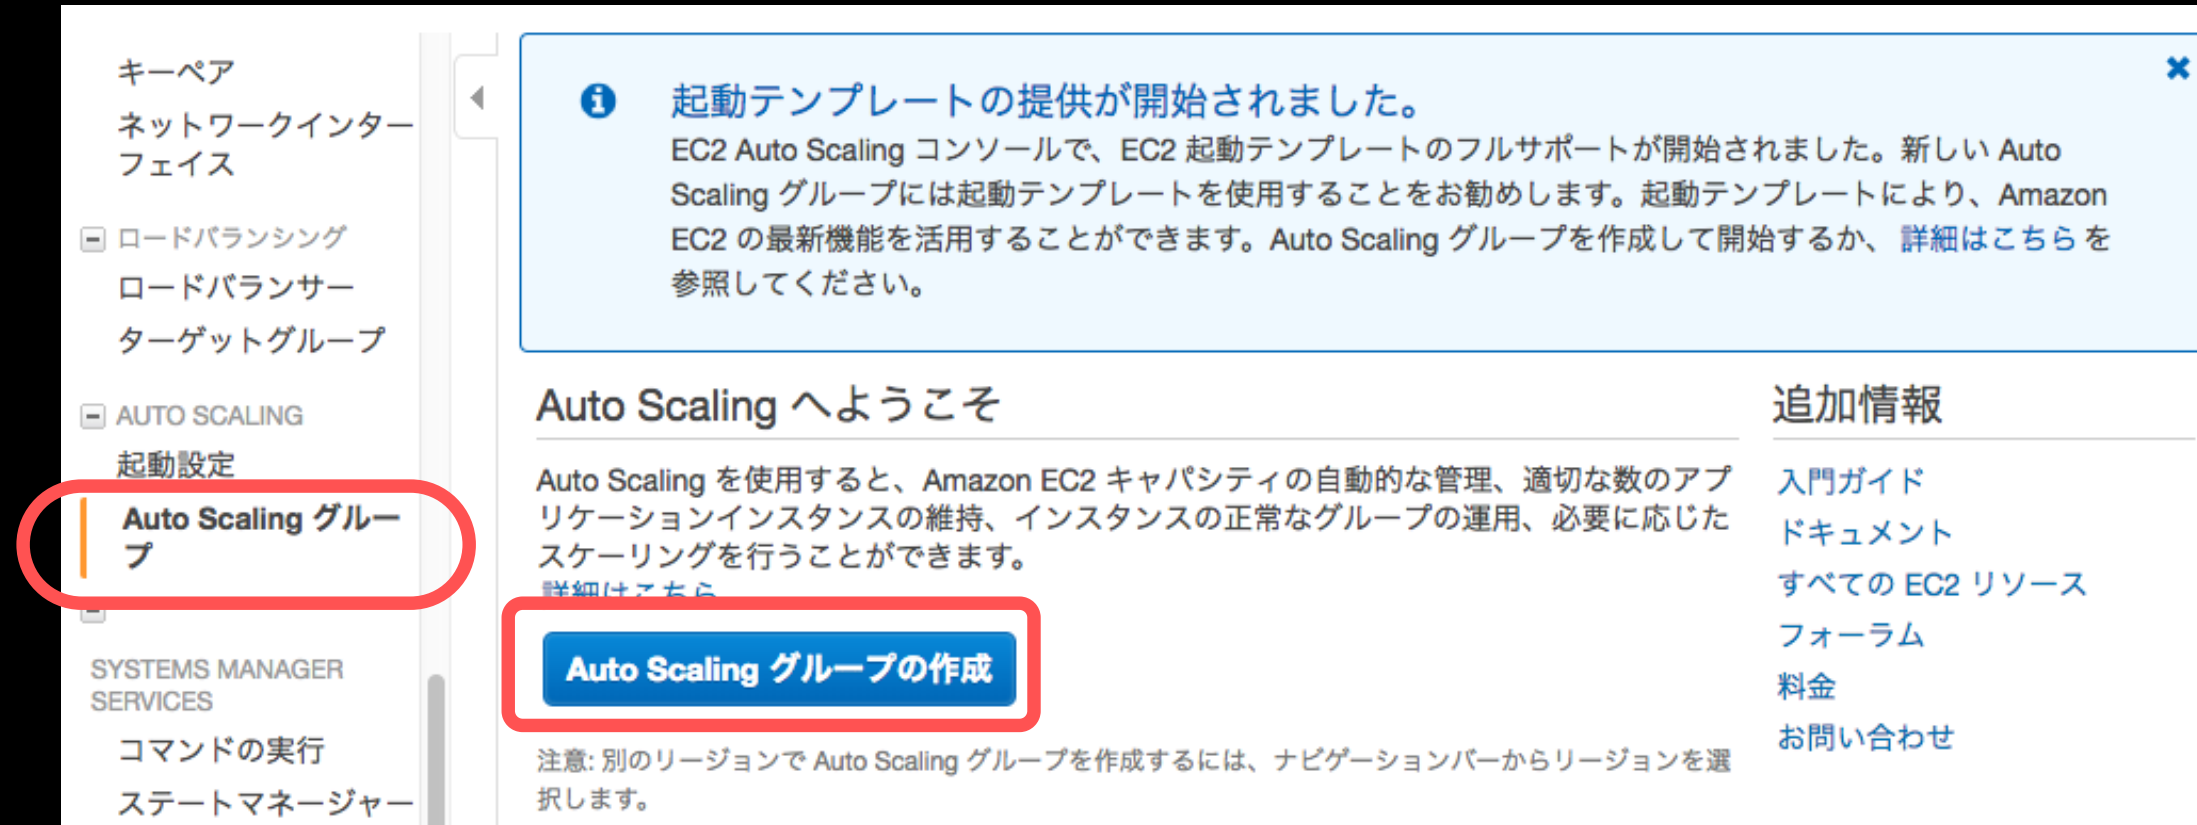 キーペア
ネットワークインター
フェイス
ロードバランシング
ロードバランサー
ターゲットグループ
AUTO SCALING
起動設定
Auto Scaling グルー
プ
SYSTEMS MANAGER
SERVICES
コマンドの実行
ステートマネージャー
起動テンプレートの提供が開始されました。
EC2 Auto Scaling コンソールで、EC2 起動テンプレートのフルサポートが開始されました。新しい Auto
Scaling グループには起動テンプレートを使用することをお勧めします。起動テンプレートにより、Amazon
EC2 の最新機能を活用することができます。Auto Scaling グループを作成して開始するか、 詳細はこちら を
参照してください。
Auto Scaling へようこそ
Auto Scaling を使用すると、Amazon EC2 キャパシティの自動的な管理、適切な数のアプ
リケーションインスタンスの維持、インスタンスの正常なグループの運用、必要に応じた
スケーリングを行うことができます。
詳細はこちら
Auto Scaling グループの作成
注意: 別のリージョンで Auto Scaling グループを作成するには、ナビゲーションバーからリージョンを選
択します。
追加情報
入門ガイド
ドキュメント
すべての EC2 リソース
フォーラム
料金
お問い合わせ